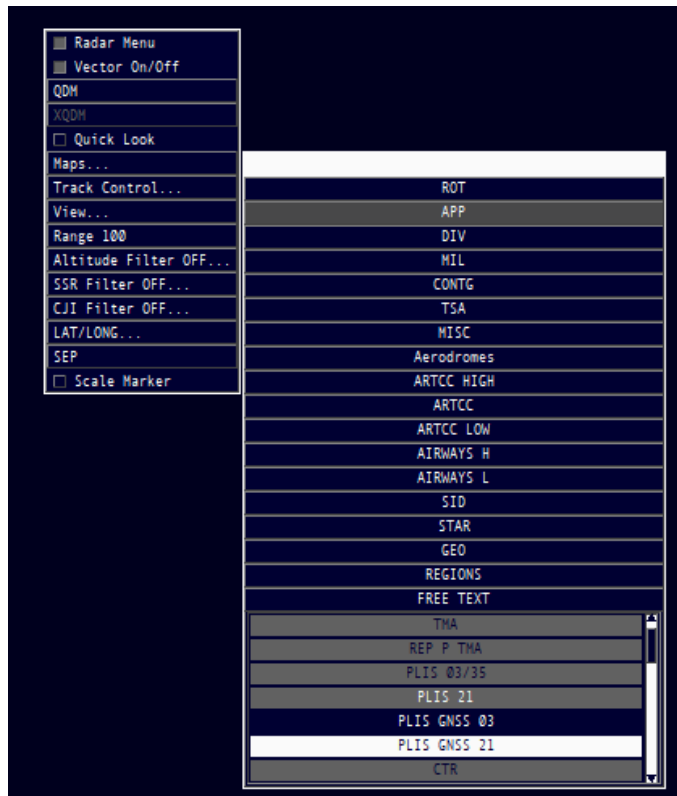 Radar Menu
Vector On/Off
QDM
XQDM
Quick Look
Maps...
Track Control...
View...
Range 100
Altitude Filter OFF...
SSR Filter OFF...
CJI Filter OFF...
LAT/LONG...
SEP
Scale Marker
ROT
APP
DIV
MIL
CONTG
TSA
MISC
Aerodromes
ARTCC HIGH
ARTCC
ARTCC LOW
AIRWAYS H
AIRWAYS L
SID
STAR
GEO
REGIONS
FREE TEXT
TMA
REP P TMA
PLIS 03/35
PLIS 21
PLIS GNSS 03
PLIS GNSS 21
CTR